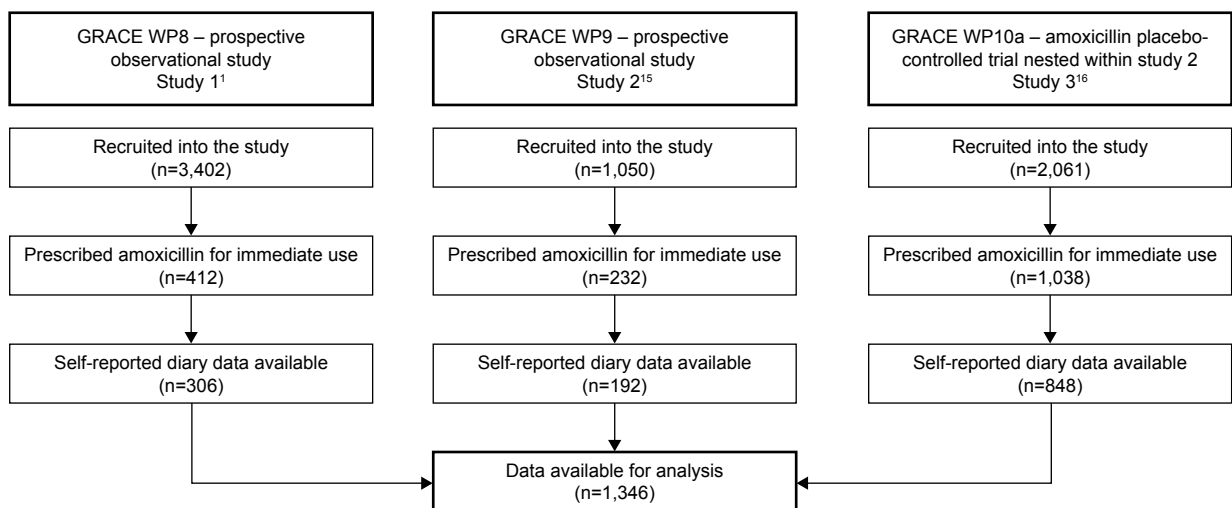 GRACE WP8 – prospective
observational study
Study 1¹
GRACE WP9 – prospective
observational study
Study 2¹⁵
GRACE WP10a – amoxicillin placebo-
controlled trial nested within study 2
Study 3¹⁶
Recruited into the study
(n=3,402)
Recruited into the study
(n=1,050)
Recruited into the study
(n=2,061)
Prescribed amoxicillin for immediate use
(n=412)
Prescribed amoxicillin for immediate use
(n=232)
Prescribed amoxicillin for immediate use
(n=1,038)
Self-reported diary data available
(n=306)
Self-reported diary data available
(n=192)
Self-reported diary data available
(n=848)
Data available for analysis
(n=1,346)